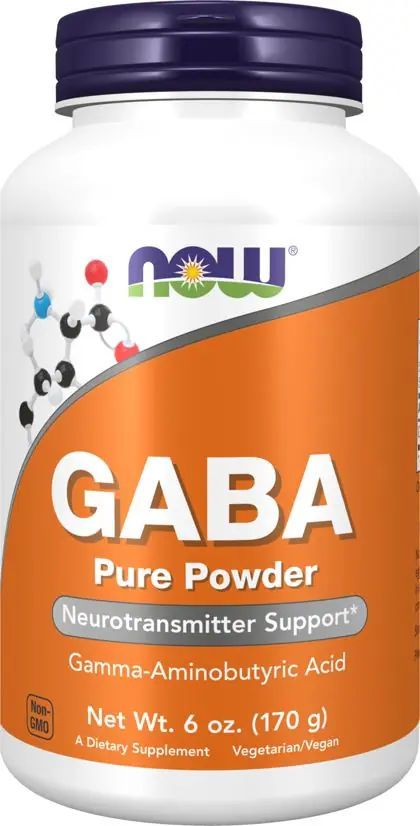 now®
GABA
Pure Powder
Neurotransmitter Support*
Gamma-Aminobutyric Acid
Non-
GMO
Net Wt. 6 oz. (170 g)
A Dietary Supplement Vegetarian/Vegan